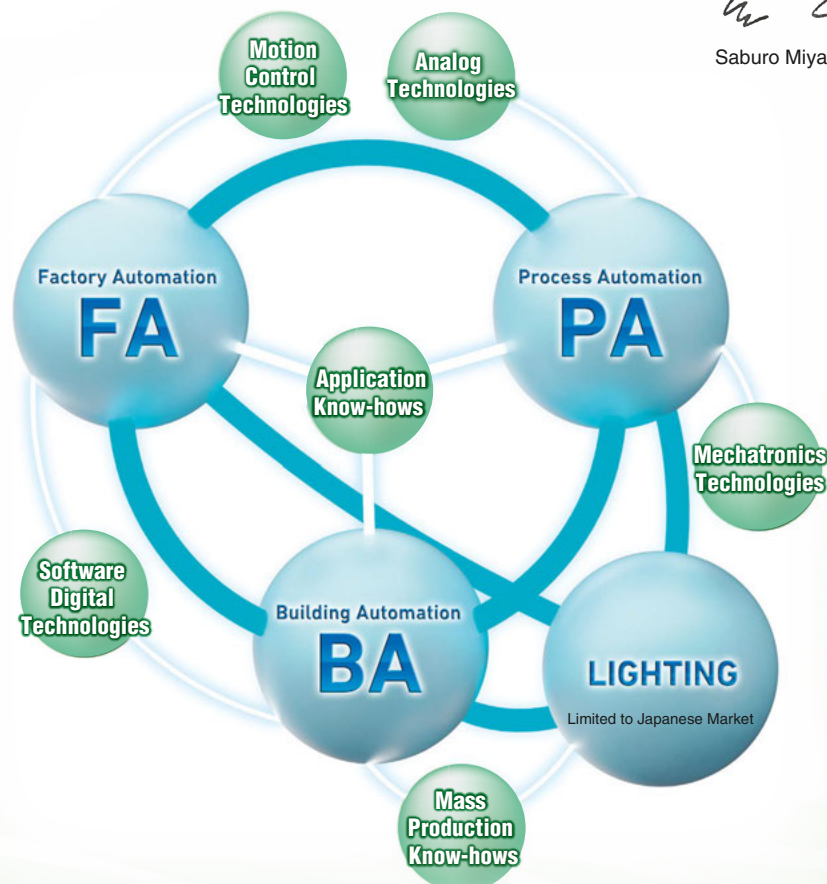 Saburo Miya
Motion
Control
Technologies
Analog
Technologies
Factory Automation
FA
Process Automation
PA
Application
Know-hows
Mechatronics
Technologies
Software
Digital
Technologies
Building Automation
BA
LIGHTING
Limited to Japanese Market
Mass
Production
Know-hows